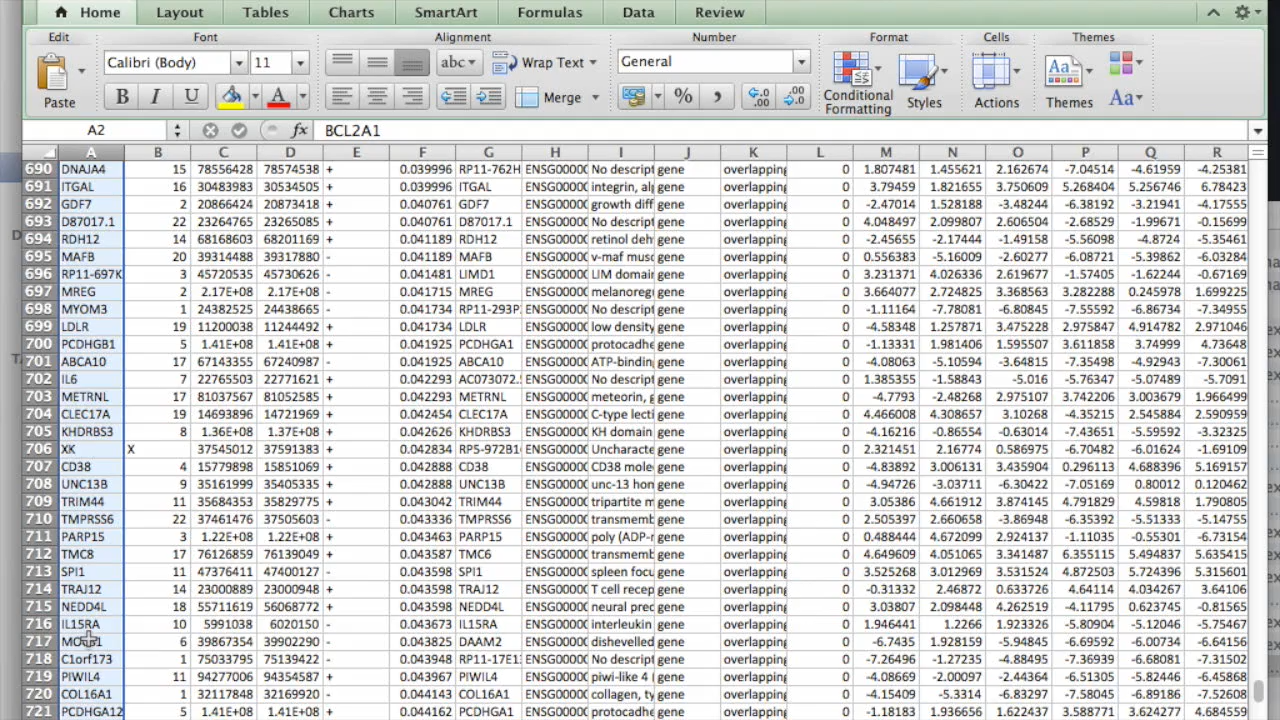 Home Layout Tables Charts SmartArt Formulas Data Review
Edit Font Alignment Number Format Cells Themes
Calibri (Body) 11 abc Wrap Text General
Paste B I U Merge % , Conditional Formatting Styles Actions Themes Aa
A2 fx BCL2A1
A B C D E F G H I J K L M N O P Q R
690 DNAJA4 15 78556428 78574538 + 0.039996 RP11-762H ENSG0000 No descript gene overlapping 0 1.807481 1.455621 2.162674 -7.04514 -4.61959 -4.25381
691 ITGAL 16 30483983 30534505 + 0.039996 ITGAL ENSG0000 integrin, al gene overlapping 0 3.79459 1.821655 3.750609 5.268404 5.256746 6.78423
692 GDF7 2 20866424 20873418 + 0.040761 GDF7 ENSG0000 growth diff gene overlapping 0 -2.47014 1.528188 -3.48244 -6.38192 -3.21941 -4.17555
693 D87017.1 22 23264765 23265085 + 0.040761 D87017.1 ENSG0000 No descript gene overlapping 0 4.048497 2.099807 2.606504 -2.68529 -1.99671 -0.15699
694 RDH12 14 68168603 68201169 + 0.041189 RDH12 ENSG0000 retinol deh gene overlapping 0 -2.45655 -2.17444 -1.49158 -5.56098 -4.8724 -5.35461
695 MAFB 20 39314488 39317880 - 0.041189 MAFB ENSG0000 v-maf musc gene overlapping 0 0.556383 -5.16009 -2.60277 -6.08721 -5.39862 -6.03284
696 RP11-697K 3 45720535 45730626 - 0.041481 LIMD1 ENSG0000 LIM domain gene overlapping 0 3.231371 4.026336 2.619677 -1.57405 -1.62244 -0.67169
697 MREG 2 2.17E+08 2.17E+08 - 0.041715 MREG ENSG0000 melanoregu gene overlapping 0 3.664077 2.724825 3.368563 3.282288 0.245978 1.699225
698 MYOM3 1 24382525 24438665 - 0.041734 RP11-293P ENSG0000 No descript gene overlapping 0 -1.11164 -7.78081 -6.80845 -7.55592 -6.86734 -7.34955
699 LDLR 19 11200038 11244492 + 0.041734 LDLR ENSG0000 low density gene overlapping 0 -4.58348 1.257871 3.475228 2.975847 4.914782 2.971046
700 PCDHGB1 5 1.41E+08 1.41E+08 + 0.041925 PCDHGA1 ENSG0000 protocadhe gene overlapping 0 -1.13331 1.981406 1.595507 3.611858 3.74999 4.73648
701 ABCA10 17 67143355 67240987 - 0.041925 ABCA10 ENSG0000 ATP-binding gene overlapping 0 -4.08063 -5.10594 -3.64815 -7.35498 -4.92943 -7.30061
702 IL6 7 22765503 22771621 + 0.042293 AC073072. ENSG0000 No descript gene overlapping 0 1.385355 -1.58843 -5.016 -5.76347 -5.07489 -5.7091
703 METRNL 17 81037567 81052585 + 0.042293 METRNL ENSG0000 meteorin, g gene overlapping 0 -4.7793 -2.48268 2.975107 3.742206 3.003679 1.966499
704 CLEC17A 19 14693896 14721969 + 0.042454 CLEC17A ENSG0000 C-type lecti gene overlapping 0 4.466008 4.308657 3.10268 -4.35215 2.545884 2.590959
705 KHDRBS3 8 1.36E+08 1.37E+08 + 0.042626 KHDRBS3 ENSG0000 KH domain gene overlapping 0 -4.16216 -0.86554 -0.63014 -7.43651 -5.59592 -3.32325
706 XK X 37545012 37591383 + 0.042834 RP5-972B1 ENSG0000 Uncharacte gene overlapping 0 2.321451 2.16774 0.586975 -6.70482 -6.01624 -1.69109
707 CD38 4 15779898 15851069 + 0.042888 CD38 ENSG0000 CD38 mole gene overlapping 0 -4.83892 3.006131 3.435904 0.296113 4.688396 5.169157
708 UNC13B 9 35161999 35405335 + 0.042888 UNC13B ENSG0000 unc-13 hom gene overlapping 0 -4.94726 -3.03711 -6.30422 -7.05169 0.80012 0.120462
709 TRIM44 11 35684353 35829775 + 0.043042 TRIM44 ENSG0000 tripartite m gene overlapping 0 3.05386 4.661912 3.874145 4.791829 4.59818 1.790805
710 TMPRSS6 22 37461476 37505603 - 0.043336 TMPRSS6 ENSG0000 transmemb gene overlapping 0 2.505397 2.660658 -3.86948 -6.35392 -5.51333 -5.14755
711 PARP15 3 1.22E+08 1.22E+08 + 0.043463 PARP15 ENSG0000 poly (ADP-r gene overlapping 0 0.488444 4.672099 2.924137 -1.11035 -0.55301 -6.73154
712 TMC8 17 76126859 76139049 + 0.043587 TMC6 ENSG0000 transmemb gene overlapping 0 4.649609 4.051065 3.341487 6.355115 5.494837 5.635415
713 SPI1 11 47376411 47400127 - 0.043598 SPI1 ENSG0000 spleen focu gene overlapping 0 3.525268 3.012969 3.531524 4.872503 5.724396 5.315601
714 TRAJ12 14 23000889 23000948 + 0.043598 TRAJ12 ENSG0000 T cell recep gene overlapping 0 -0.31332 2.46872 0.633726 4.64114 4.034267 3.64106
715 NEDD4L 18 55711619 56068772 + 0.043598 NEDD4L ENSG0000 neural prec gene overlapping 0 3.03807 2.098448 4.262519 -4.11795 0.623745 -0.81565
716 IL15RA 10 5991038 6020150 - 0.043673 IL15RA ENSG0000 interleukin gene overlapping 0 1.946441 1.2266 1.923326 -5.80904 -5.12046 -5.75467
717 6 39867354 39902290 - 0.043825 DAAM2 ENSG0000 dishevelled gene overlapping 0 -6.7435 1.928159 -5.94845 -6.69592 -6.00734 -6.64156
718 C1orf173 1 75033795 75139422 - 0.043948 RP11-17E1 ENSG0000 No descript gene overlapping 0 -7.26496 -1.27235 -4.88495 -7.36939 -6.68081 -7.31502
719 PIWIL4 11 94277006 94354587 + 0.043967 PIWIL4 ENSG0000 piwi-like 4 ( gene overlapping 0 -4.08669 -2.00097 -2.44364 -6.51305 -5.82446 -6.45868
720 COL16A1 1 32117848 32169920 - 0.044143 COL16A1 ENSG0000 collagen, ty gene overlapping 0 -4.15409 -5.3314 -6.83297 -7.58045 -6.89186 -7.52608
721 PCDHGA12 5 1.41E+08 1.41E+08 + 0.044162 PCDHGA1 ENSG0000 protocadhe gene overlapping 0 -1.18183 1.936656 1.622437 3.588771 3.624277 4.684559